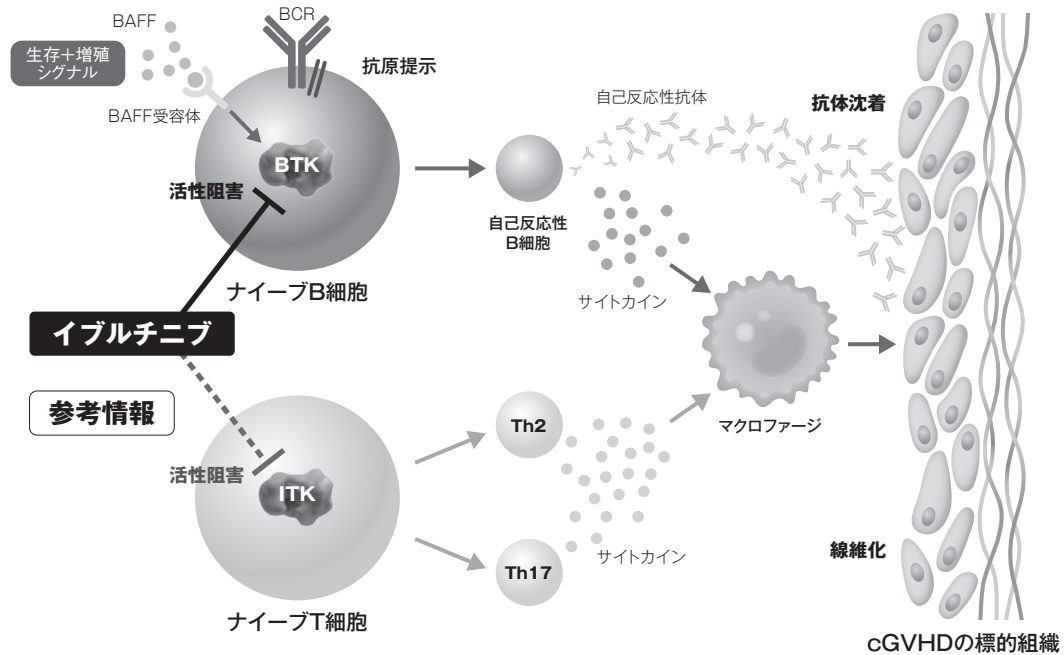 BAFF
BCR
生存+増殖
シグナル
抗原提示
BAFF受容体
BTK
活性阻害
ナイーブB細胞
自己反応性
B細胞
自己反応性抗体
抗体沈着
サイトカイン
イブルチニブ
参考情報
マクロファージ
活性阻害
ITK
ナイーブT細胞
Th2
Th17
サイトカイン
線維化
cGVHDの標的組織